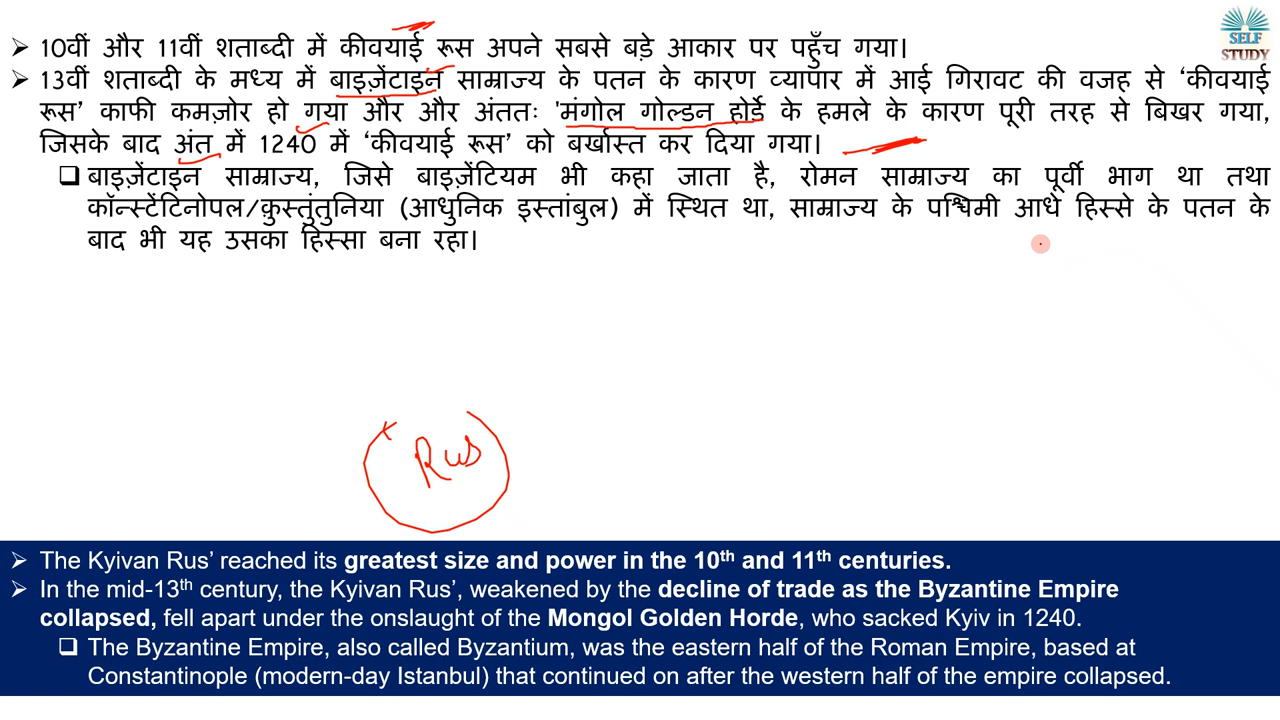 SELF
STUDY
➢ 10वीं और 11वीं शताब्दी में कीवयाई रूस अपने सबसे बड़े आकार पर पहुँच गया।
➢ 13वीं शताब्दी के मध्य में बाइज़ेंटाइन साम्राज्य के पतन के कारण व्यापार में आई गिरावट की वजह से ‘कीवयाई
रूस’ काफी कमज़ोर हो गया और और अंततः 'मंगोल गोल्डन होर्डे के हमले के कारण पूरी तरह से बिखर गया,
जिसके बाद अंत में 1240 में ‘कीवयाई रूस’ को बर्खास्त कर दिया गया।
❑ बाइज़ेंटाइन साम्राज्य, जिसे बाइज़ेंटियम भी कहा जाता है, रोमन साम्राज्य का पूर्वी भाग था तथा
कॉन्स्टेंटिनोपल/क़ुस्तुंतुनिया (आधुनिक इस्तांबुल) में स्थित था, साम्राज्य के पश्चिमी आधे हिस्से के पतन के
बाद भी यह उसका हिस्सा बना रहा।
Rus
➢ The Kyivan Rus’ reached its greatest size and power in the 10th and 11th centuries.
➢ In the mid-13th century, the Kyivan Rus’, weakened by the decline of trade as the Byzantine Empire
collapsed, fell apart under the onslaught of the Mongol Golden Horde, who sacked Kyiv in 1240.
❑ The Byzantine Empire, also called Byzantium, was the eastern half of the Roman Empire, based at
Constantinople (modern-day Istanbul) that continued on after the western half of the empire collapsed.